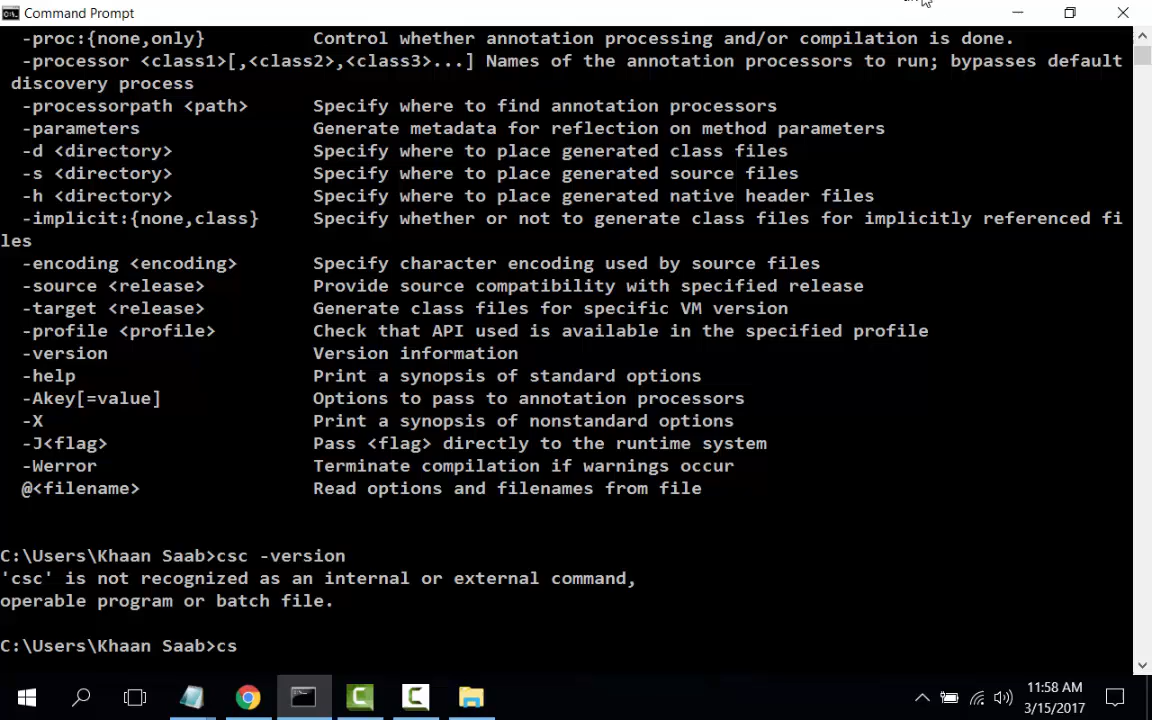 Command Prompt
-proc:{none,only} Control whether annotation processing and/or compilation is done.
-processor <class1>[,<class2>,<class3>...] Names of the annotation processors to run; bypasses default
discovery process
-processorpath <path> Specify where to find annotation processors
-parameters Generate metadata for reflection on method parameters
-d <directory> Specify where to place generated class files
-s <directory> Specify where to place generated source files
-h <directory> Specify where to place generated native header files
-implicit:{none,class} Specify whether or not to generate class files for implicitly referenced fi
les
-encoding <encoding> Specify character encoding used by source files
-source <release> Provide source compatibility with specified release
-target <release> Generate class files for specific VM version
-profile <profile> Check that API used is available in the specified profile
-version Version information
-help Print a synopsis of standard options
-Akey[=value] Options to pass to annotation processors
-X Print a synopsis of nonstandard options
-J<flag> Pass <flag> directly to the runtime system
-Werror Terminate compilation if warnings occur
@<filename> Read options and filenames from file
C:\Users\Khaan Saab>csc -version
'csc' is not recognized as an internal or external command,
operable program or batch file.
C:\Users\Khaan Saab>cs
11:58 AM
3/15/2017